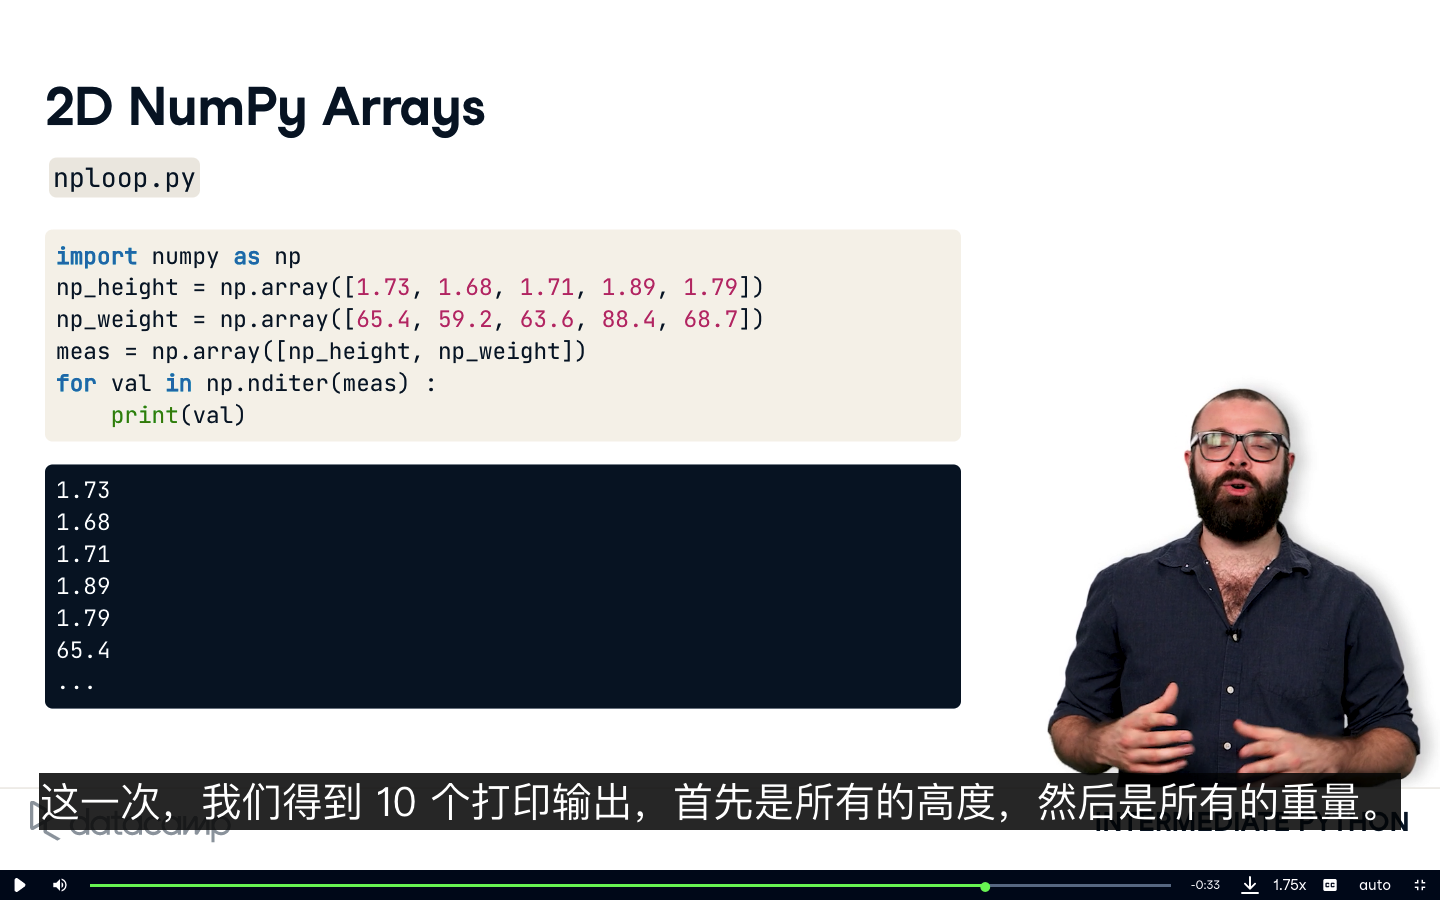 2D NumPy Arrays
nploop.py
import numpy as np
np_height = np.array([1.73, 1.68, 1.71, 1.89, 1.79])
np_weight = np.array([65.4, 59.2, 63.6, 88.4, 68.7])
meas = np.array([np_height, np_weight])
for val in np.nditer(meas) :
    print(val)
1.73
1.68
1.71
1.89
1.79
65.4
...
这一次，我们得到 10 个打印输出，首先是所有的高度，然后是所有的重量。
datacamp
INTERMEDIATE PYTHON
-0:33
1.75x
CC
auto